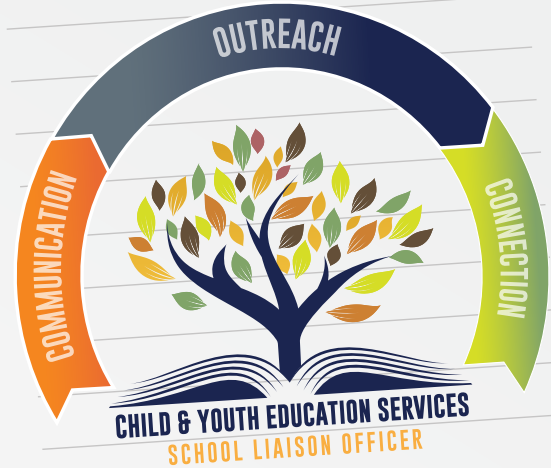 OUTREACH
COMMUNICATION
CONNECTION
CHILD & YOUTH EDUCATION SERVICES
SCHOOL LIAISON OFFICER